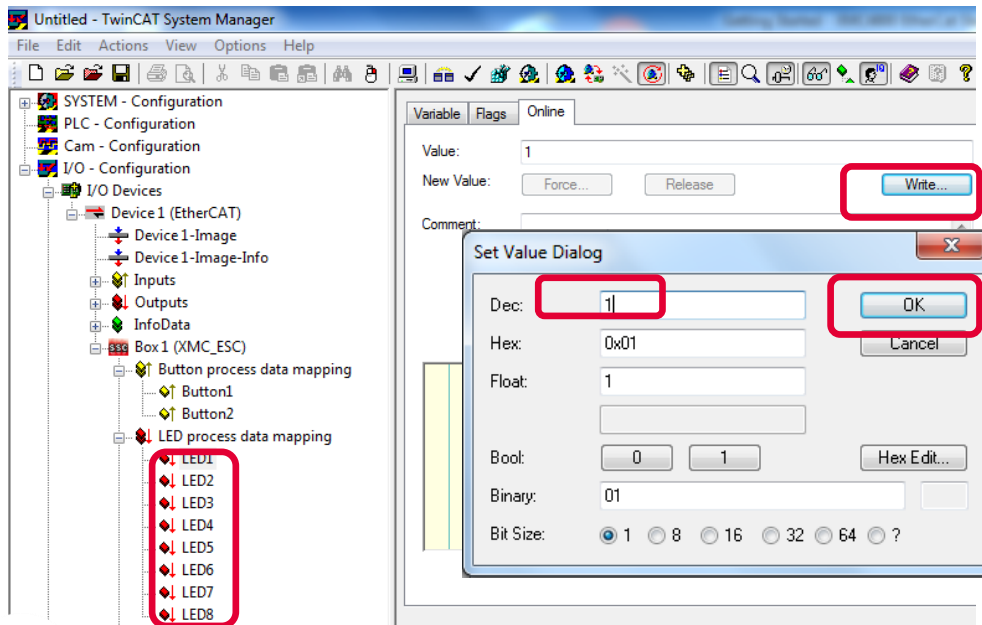 Untitled - TwinCAT System Manager
File Edit Actions View Options Help
SYSTEM - Configuration
PLC - Configuration
Cam - Configuration
I/O - Configuration
I/O Devices
Device 1 (EtherCAT)
Device 1-Image
Device 1-Image-Info
Inputs
Outputs
InfoData
Box 1 (XMC_ESC)
Button process data mapping
Button1
Button2
LED process data mapping
LED1
LED2
LED3
LED4
LED5
LED6
LED7
LED8
Variable Flags Online
Value: 1
New Value: Force... Release Write...
Comment:
Set Value Dialog
Dec: 1 OK
Hex: 0x01 Cancel
Float: 1
Bool: 0 1 Hex Edit...
Binary: 01
Bit Size: 1 8 16 32 64 ?